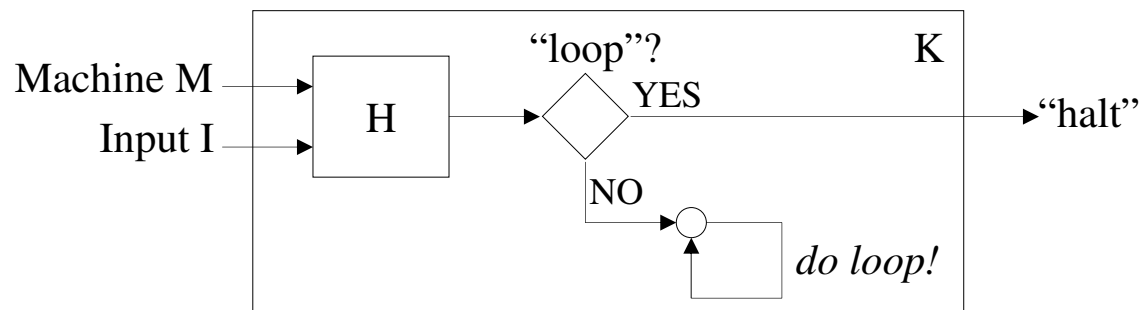 “loop”?
K
Machine M
H
YES
“halt”
Input I
NO
do loop!